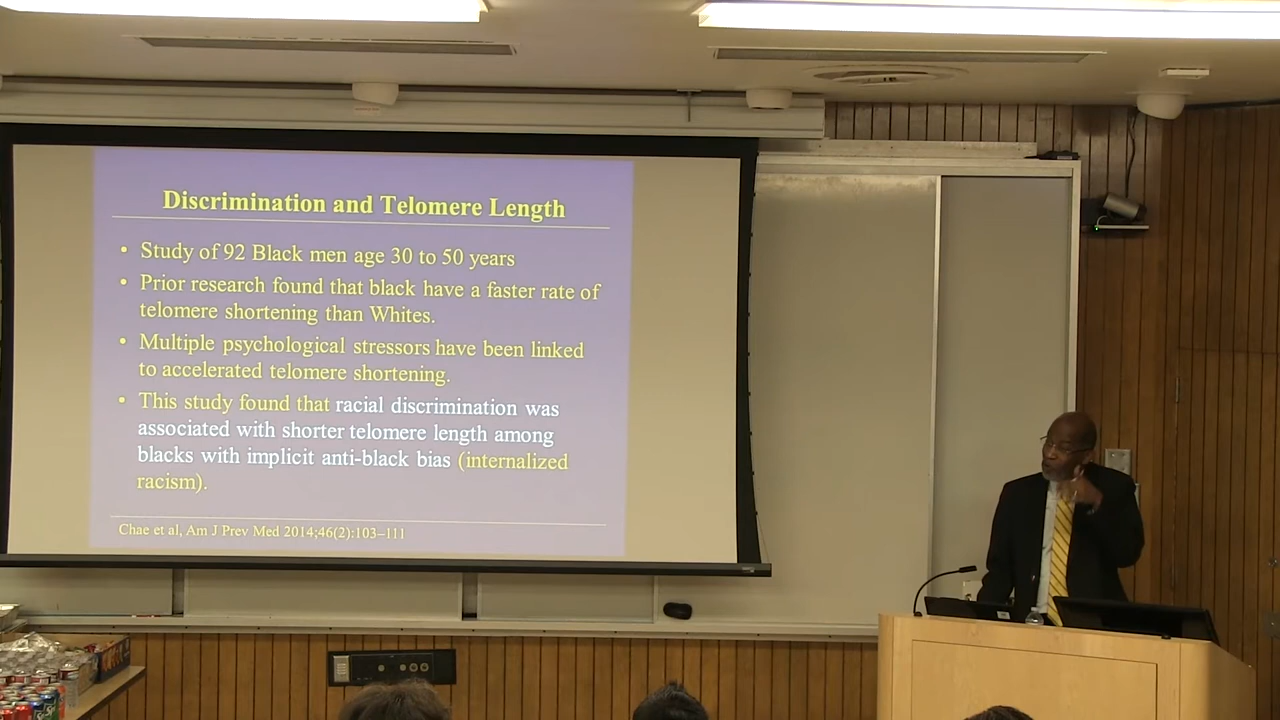 Discrimination and Telomere Length
• Study of 92 Black men age 30 to 50 years
• Prior research found that black have a faster rate of
telomere shortening than Whites.
• Multiple psychological stressors have been linked
to accelerated telomere shortening.
• This study found that racial discrimination was
associated with shorter telomere length among
blacks with implicit anti-black bias (internalized
racism).
Chae et al, Am J Prev Med 2014;46(2):103–111